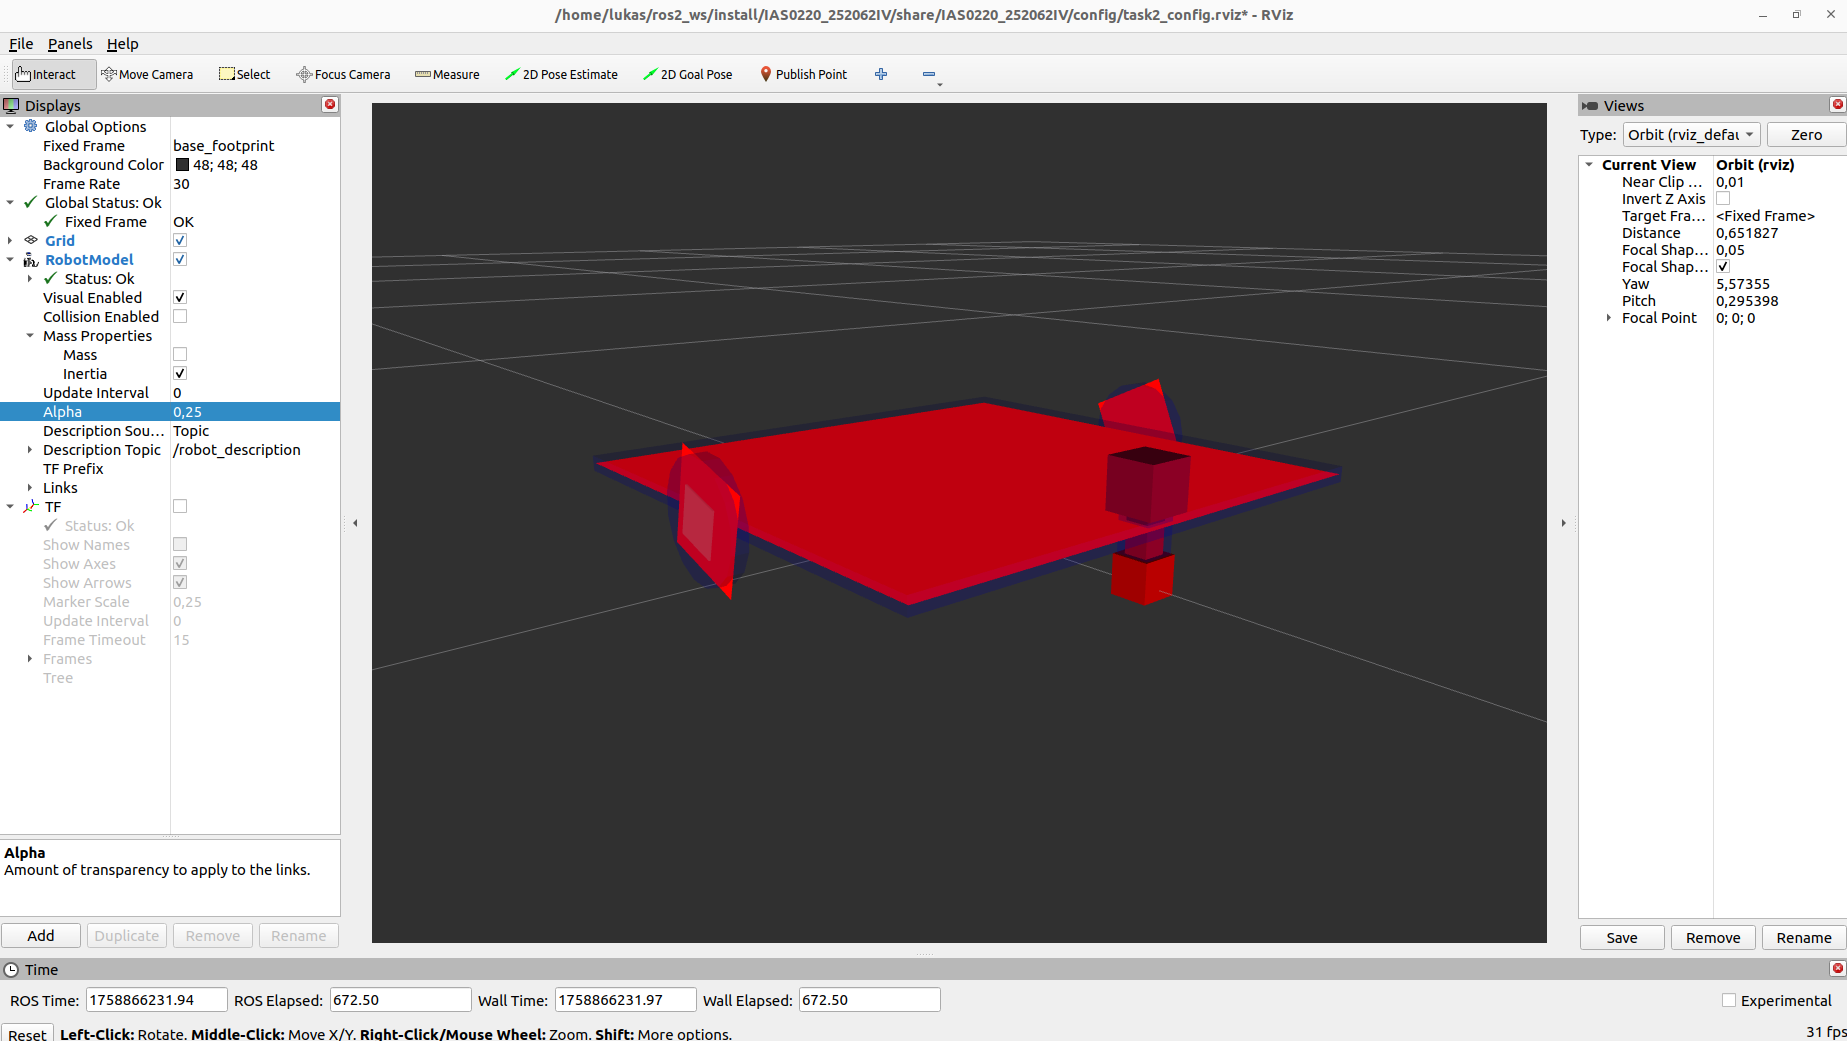 /home/lukas/ros2_ws/install/IAS0220_252062IV/share/IAS0220_252062IV/config/task2_config.rviz* - RViz
File Panels Help
Interact Move Camera Select Focus Camera Measure 2D Pose Estimate 2D Goal Pose Publish Point
Displays
Global Options
Fixed Frame base_footprint
Background Color 48; 48; 48
Frame Rate 30
Global Status: Ok
Fixed Frame OK
Grid
RobotModel
Status: Ok
Visual Enabled
Collision Enabled
Mass Properties
Mass
Inertia
Update Interval 0
Alpha 0,25
Description Sou... Topic
Description Topic /robot_description
TF Prefix
Links
TF
Status: Ok
Show Names
Show Axes
Show Arrows
Marker Scale 0,25
Update Interval 0
Frame Timeout 15
Frames
Tree
Alpha
Amount of transparency to apply to the links.
Add Duplicate Remove Rename
Views
Type: Orbit (rviz_defau Zero
Current View Orbit (rviz)
Near Clip ... 0,01
Invert Z Axis
Target Fra... <Fixed Frame>
Distance 0,651827
Focal Shap... 0,05
Focal Shap...
Yaw 5,57355
Pitch 0,295398
Focal Point 0; 0; 0
Save Remove Rename
Time
ROS Time: 1758866231.94 ROS Elapsed: 672.50 Wall Time: 1758866231.97 Wall Elapsed: 672.50 Experimental
Reset Left-Click: Rotate. Middle-Click: Move X/Y. Right-Click/Mouse Wheel: Zoom. Shift: More options. 31 fps